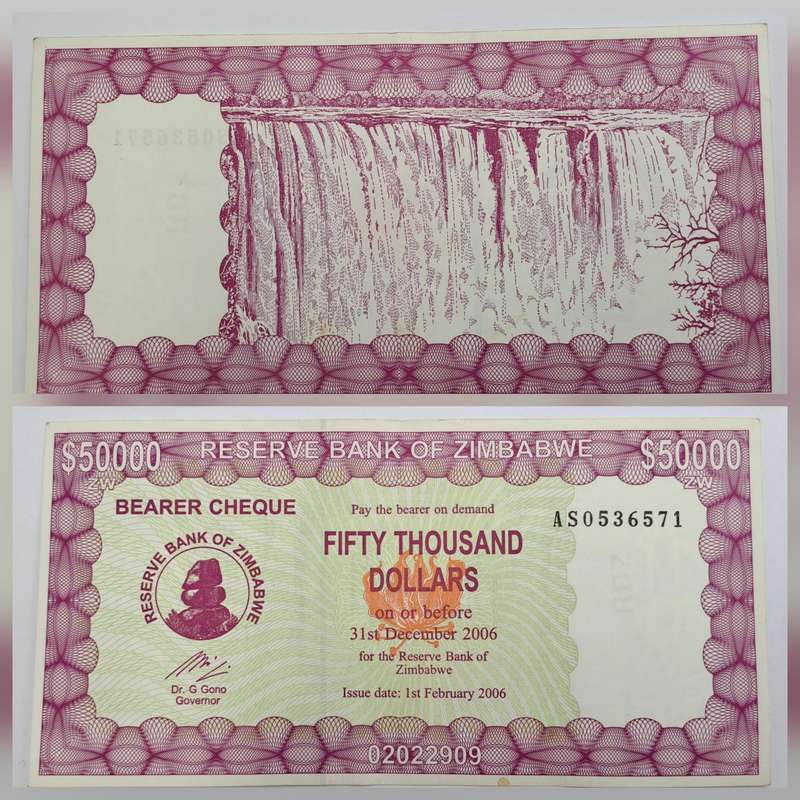 $50000
ZW
RESERVE BANK OF ZIMBABWE
$50000
ZW
BEARER CHEQUE
Pay the bearer on demand
AS0536571
FIFTY THOUSAND
DOLLARS
on or before
31st December 2006
for the Reserve Bank of
Zimbabwe
Issue date: 1st February 2006
RESERVE BANK OF ZIMBABWE
Dr. G Gono
Governor
02022909